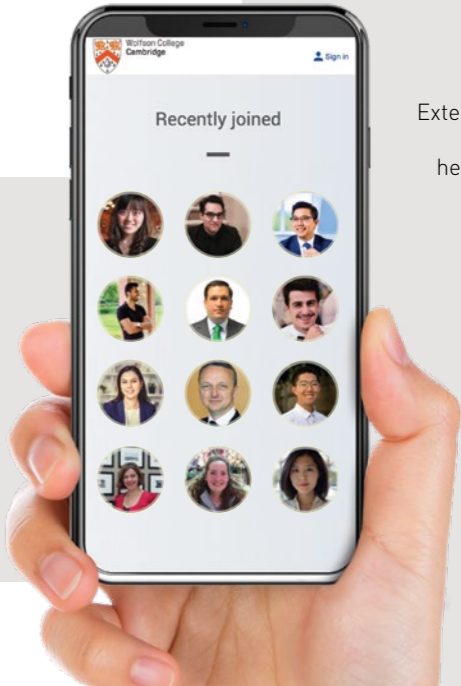 Wolfson College
Cambridge
Sign in
Recently joined
Exte
he